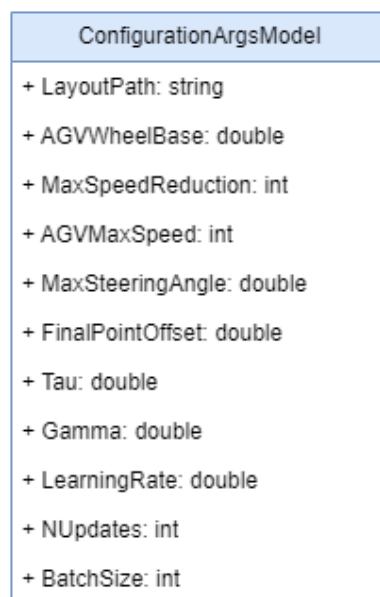 ConfigurationArgsModel
+ LayoutPath: string
+ AGVWheelBase: double
+ MaxSpeedReduction: int
+ AGVMaxSpeed: int
+ MaxSteeringAngle: double
+ FinalPointOffset: double
+ Tau: double
+ Gamma: double
+ LearningRate: double
+ NUpdates: int
+ BatchSize: int